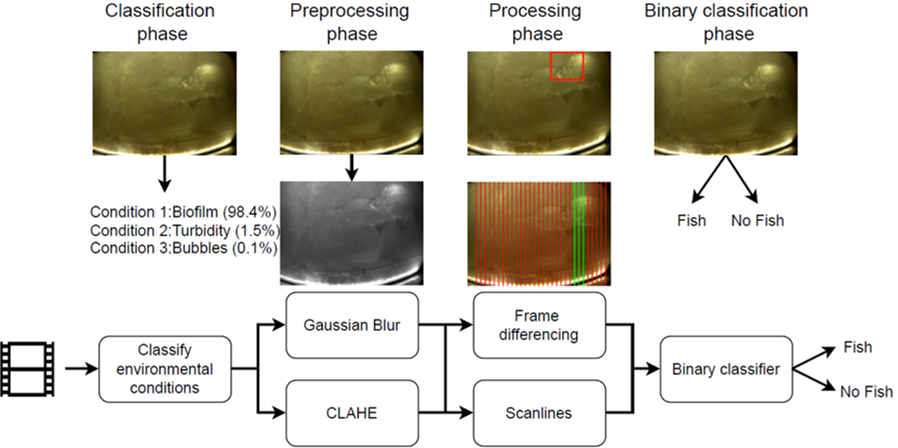 Classification
phase
Preprocessing
phase
Processing
phase
Binary classification
phase
Condition 1:Biofilm (98.4%)
Condition 2:Turbidity (1.5%)
Condition 3:Bubbles (0.1%)
Fish
No Fish
Classify
environmental
conditions
Gaussian Blur
CLAHE
Frame
differencing
Scanlines
Binary classifier
Fish
No Fish